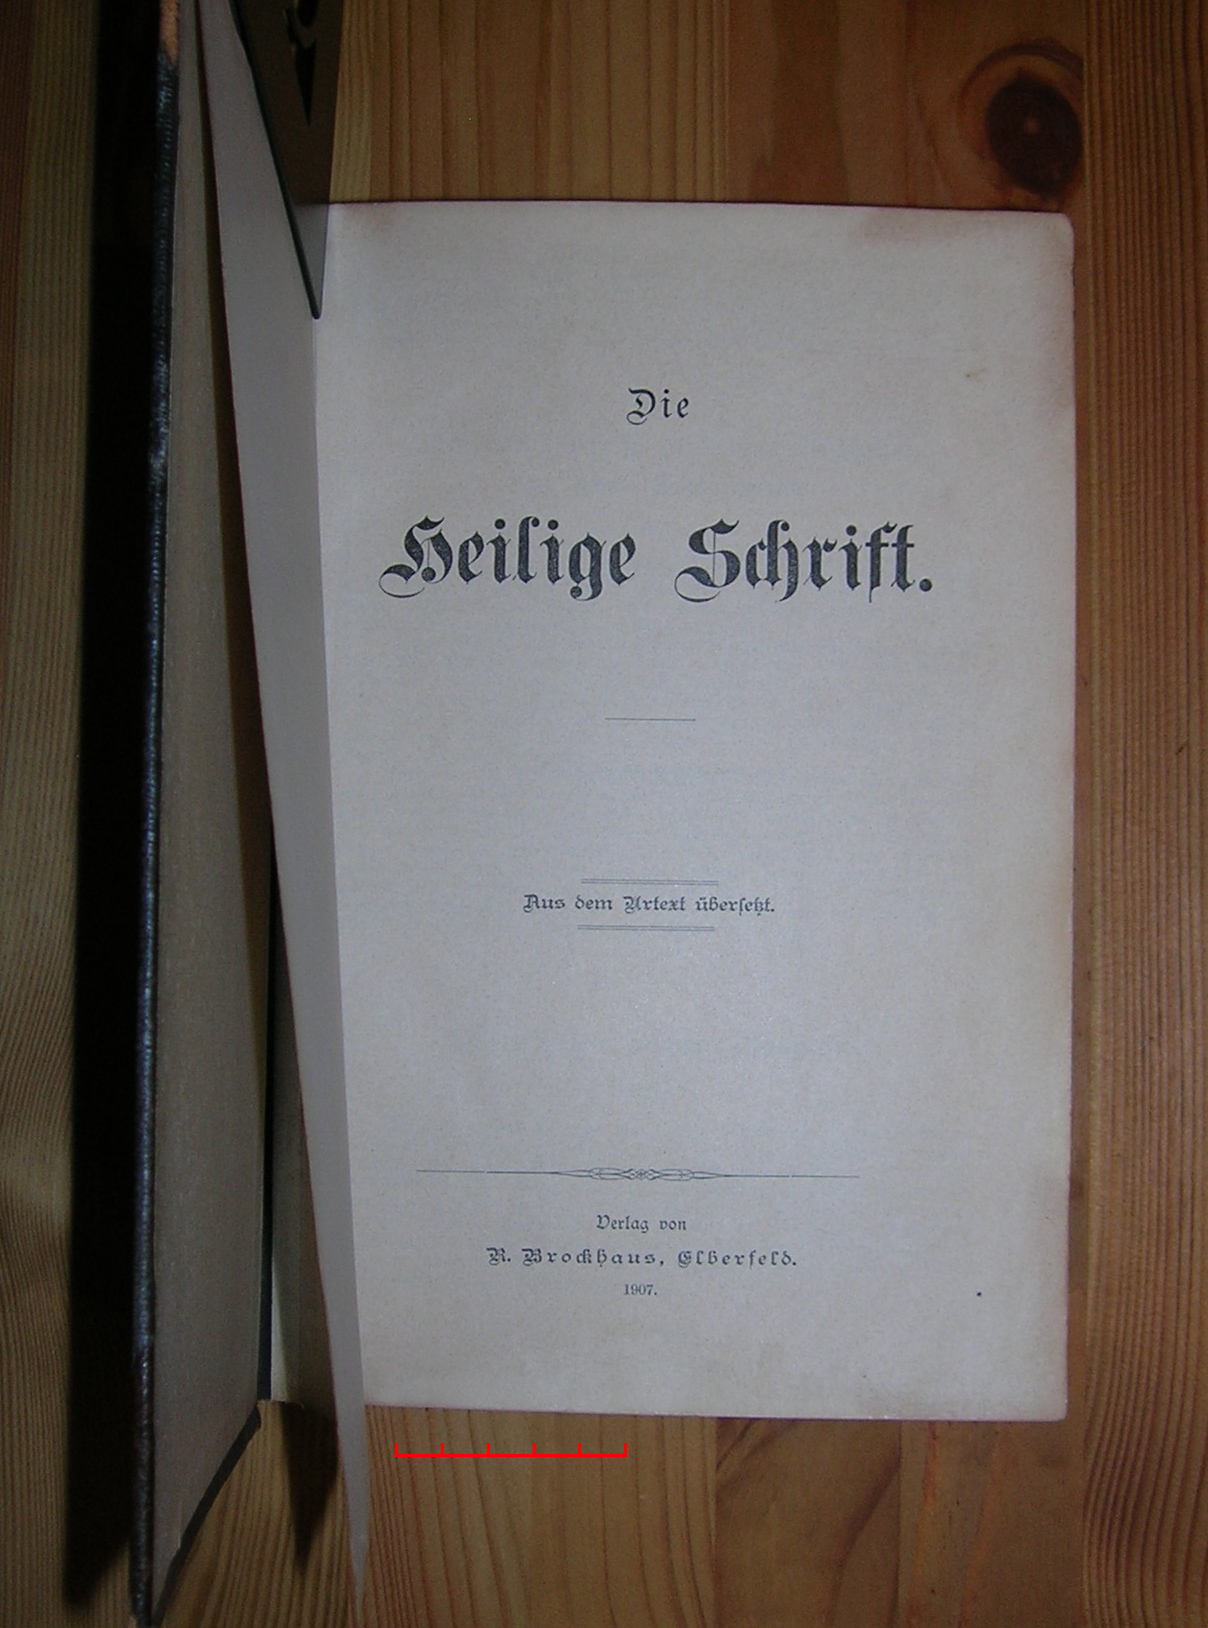 Die
Heilige Schrift.
Aus dem Urtext übersetzt.
Verlag von
R. Brockhaus, Elberfeld.
1907.